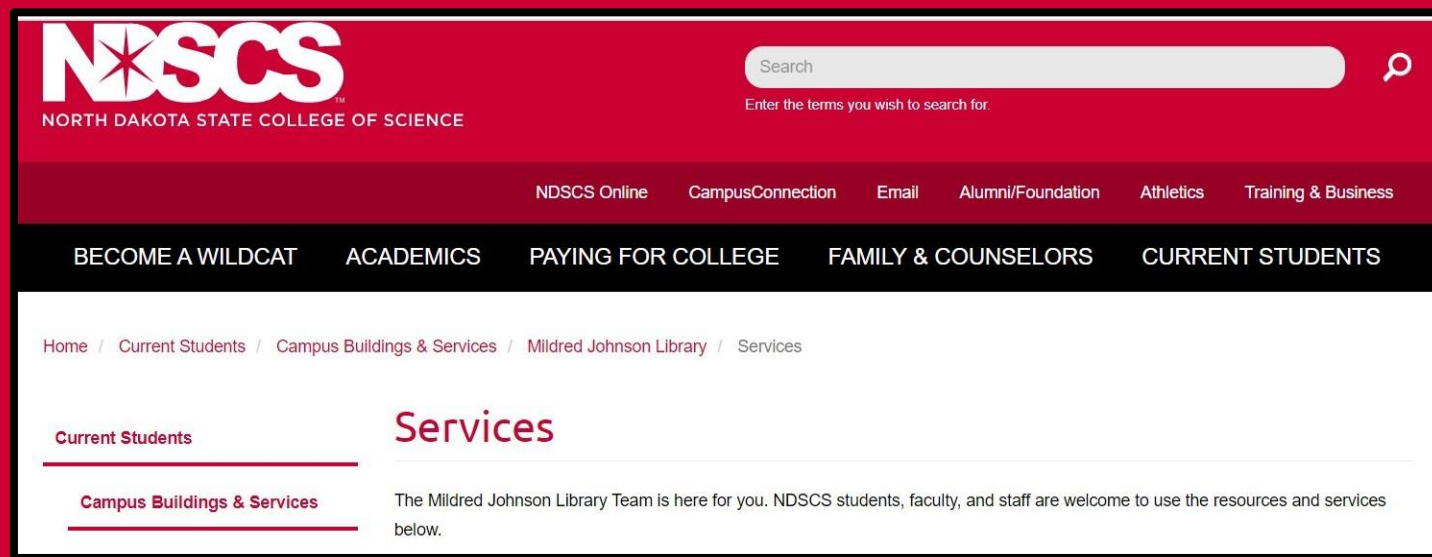 NDSCS™
NORTH DAKOTA STATE COLLEGE OF SCIENCE
Search
Enter the terms you wish to search for.
NDSCS Online CampusConnection Email Alumni/Foundation Athletics Training & Business
BECOME A WILDCAT ACADEMICS PAYING FOR COLLEGE FAMILY & COUNSELORS CURRENT STUDENTS
Home / Current Students / Campus Buildings & Services / Mildred Johnson Library / Services
Current Students
Campus Buildings & Services
Services
The Mildred Johnson Library Team is here for you. NDSCS students, faculty, and staff are welcome to use the resources and services
below.